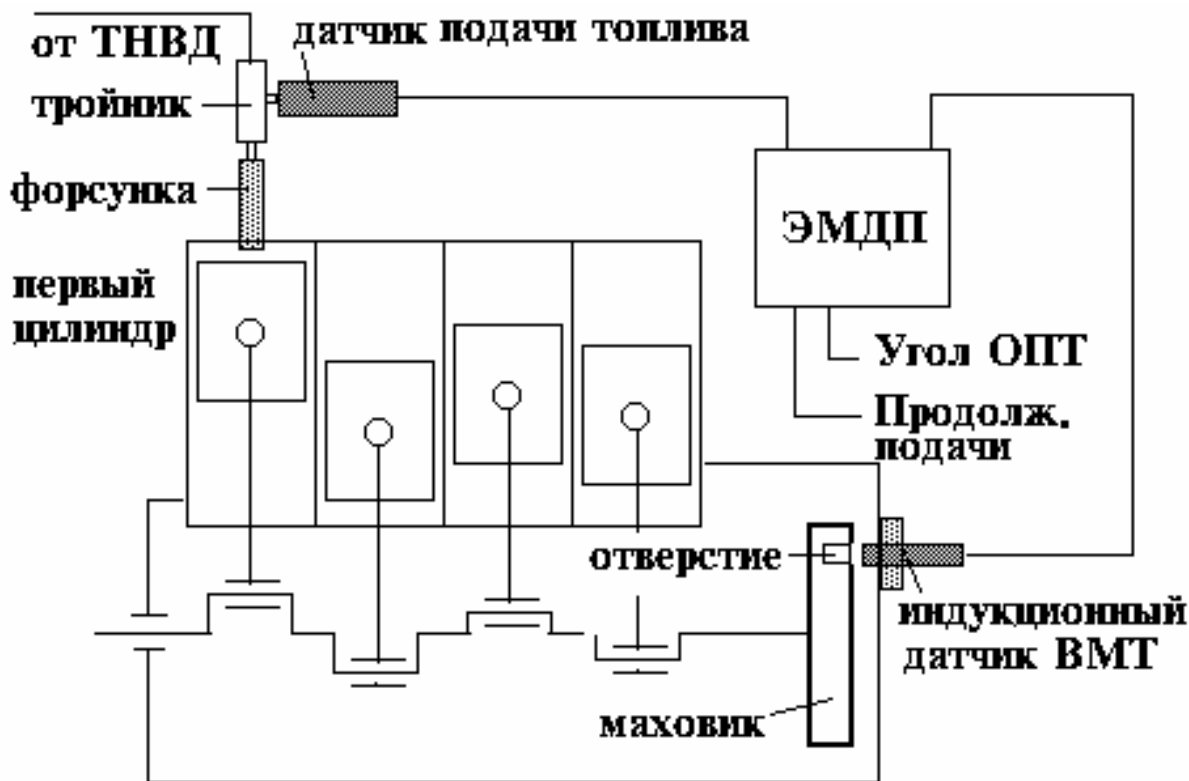 от ТНВД
датчик подачи топлива
тройник
форсунка
ЭМДП
первый
цилиндр
Угол ОПТ
Продолж.
подачи
отверстие
индукционный
датчик ВМТ
маховик